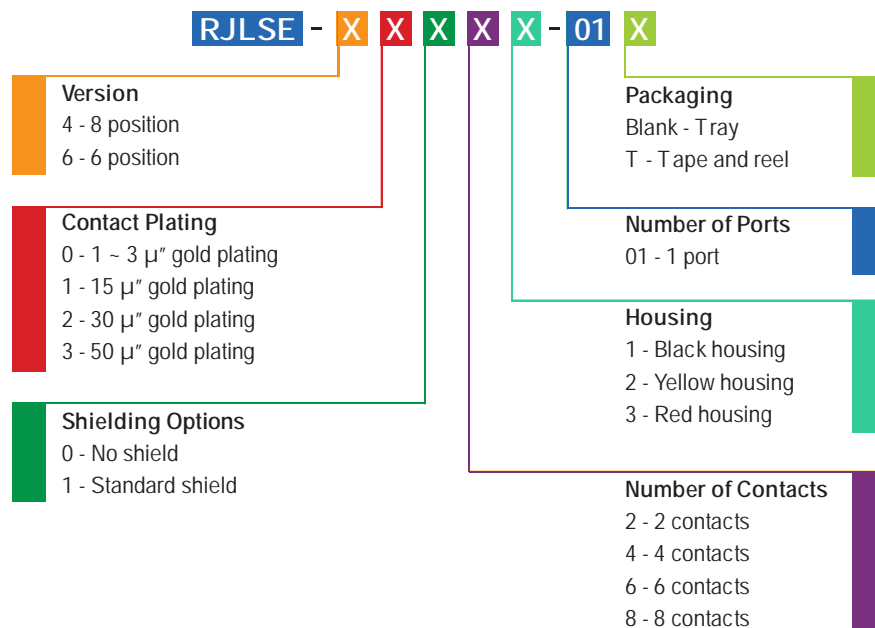 RJLSE - X X X X X - 01 X
Version
4 - 8 position
6 - 6 position
Contact Plating
0 - 1 ~ 3 µ" gold plating
1 - 15 µ" gold plating
2 - 30 µ" gold plating
3 - 50 µ" gold plating
Shielding Options
0 - No shield
1 - Standard shield
Packaging
Blank - Tray
T - Tape and reel
Number of Ports
01 - 1 port
Housing
1 - Black housing
2 - Yellow housing
3 - Red housing
Number of Contacts
2 - 2 contacts
4 - 4 contacts
6 - 6 contacts
8 - 8 contacts